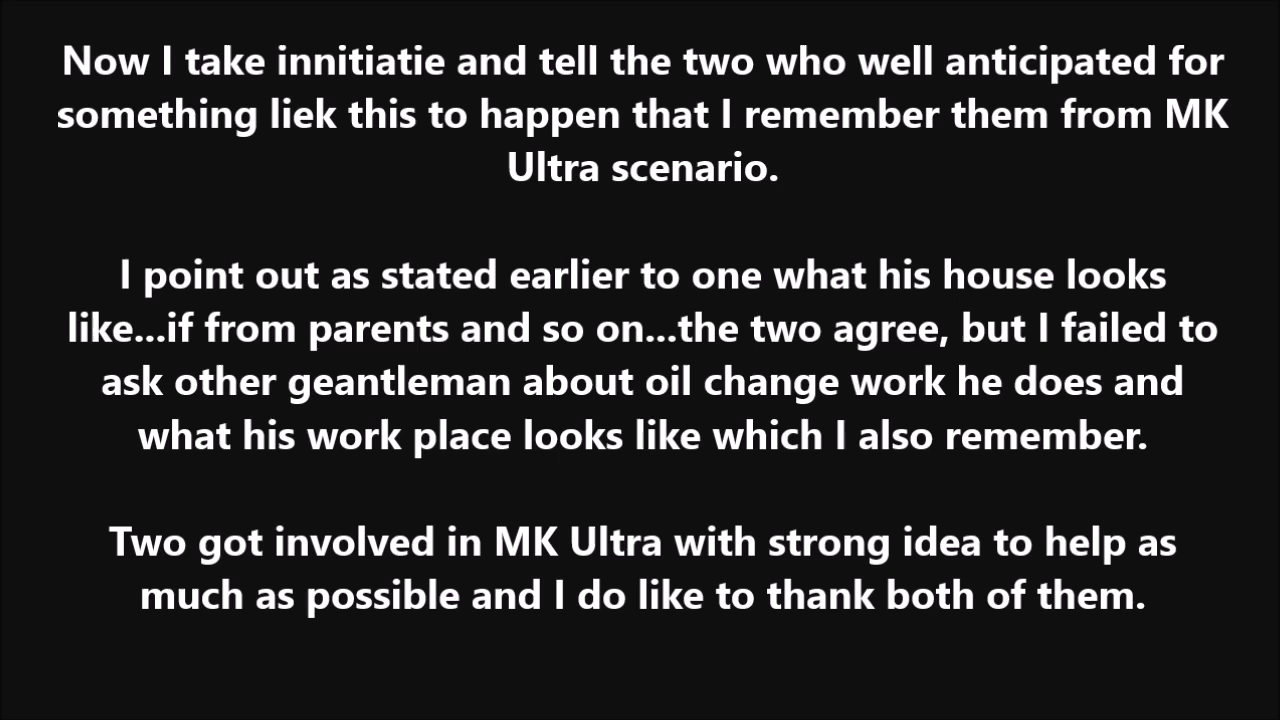 Now I take innitiatie and tell the two who well anticipated for
something liek this to happen that I remember them from MK
Ultra scenario.
I point out as stated earlier to one what his house looks
like...if from parents and so on...the two agree, but I failed to
ask other geantleman about oil change work he does and
what his work place looks like which I also remember.
Two got involved in MK Ultra with strong idea to help as
much as possible and I do like to thank both of them.